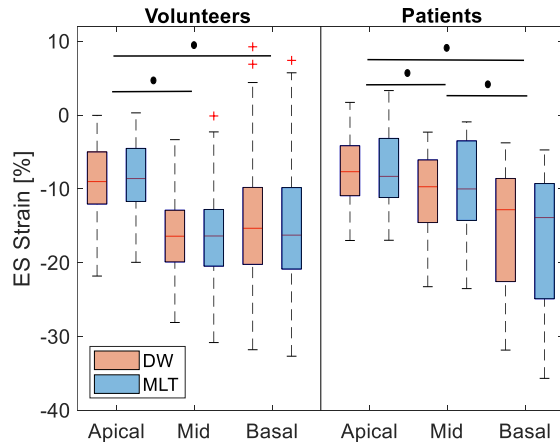 Volunteers Patients
10
0
-10
-20
-30
-40
ES Strain [%]
DW
MLT
Apical Mid Basal Apical Mid Basal